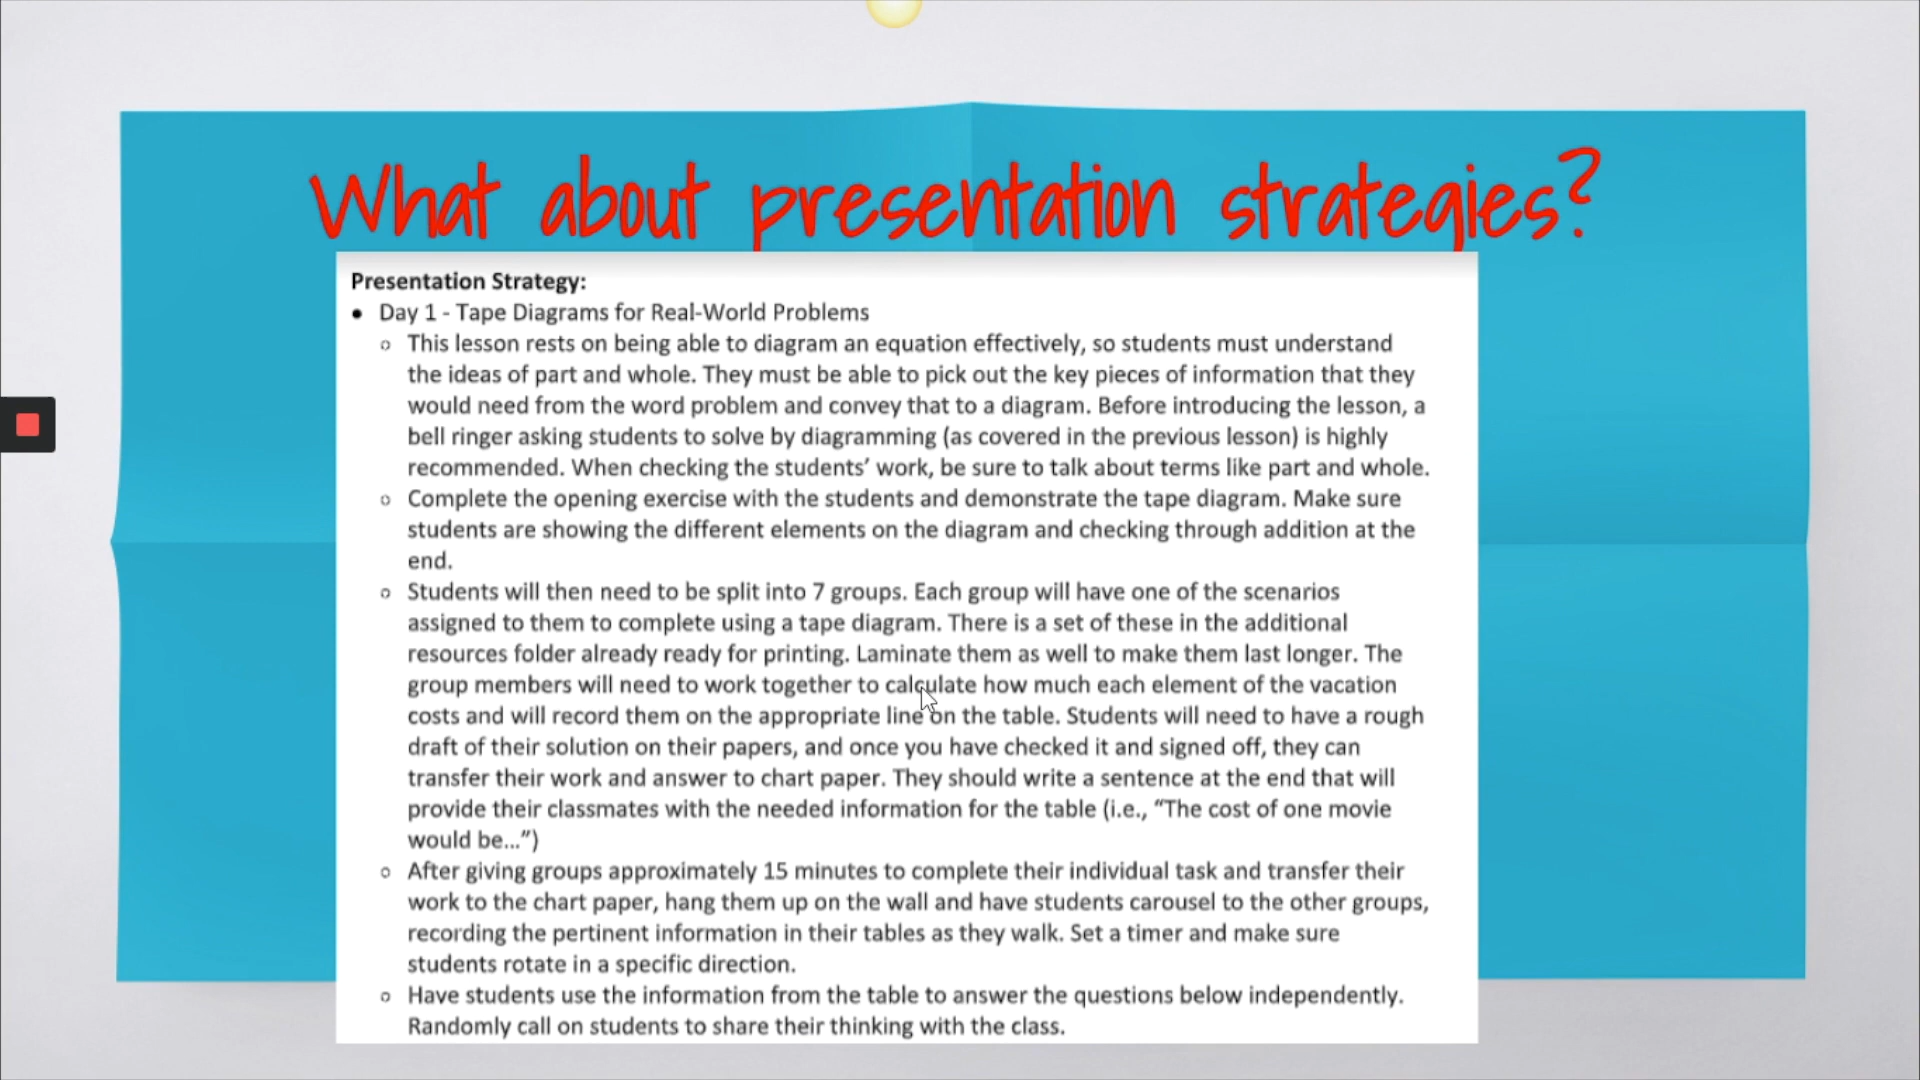 What about presentation strategies?
Presentation Strategy:
• Day 1 - Tape Diagrams for Real-World Problems
o This lesson rests on being able to diagram an equation effectively, so students must understand
the ideas of part and whole. They must be able to pick out the key pieces of information that they
would need from the word problem and convey that to a diagram. Before introducing the lesson, a
bell ringer asking students to solve by diagramming (as covered in the previous lesson) is highly
recommended. When checking the students’ work, be sure to talk about terms like part and whole.
o Complete the opening exercise with the students and demonstrate the tape diagram. Make sure
students are showing the different elements on the diagram and checking through addition at the
end.
o Students will then need to be split into 7 groups. Each group will have one of the scenarios
assigned to them to complete using a tape diagram. There is a set of these in the additional
resources folder already ready for printing. Laminate them as well to make them last longer. The
group members will need to work together to calculate how much each element of the vacation
costs and will record them on the appropriate line on the table. Students will need to have a rough
draft of their solution on their papers, and once you have checked it and signed off, they can
transfer their work and answer to chart paper. They should write a sentence at the end that will
provide their classmates with the needed information for the table (i.e., “The cost of one movie
would be...”)
o After giving groups approximately 15 minutes to complete their individual task and transfer their
work to the chart paper, hang them up on the wall and have students carousel to the other groups,
recording the pertinent information in their tables as they walk. Set a timer and make sure
students rotate in a specific direction.
o Have students use the information from the table to answer the questions below independently.
Randomly call on students to share their thinking with the class.